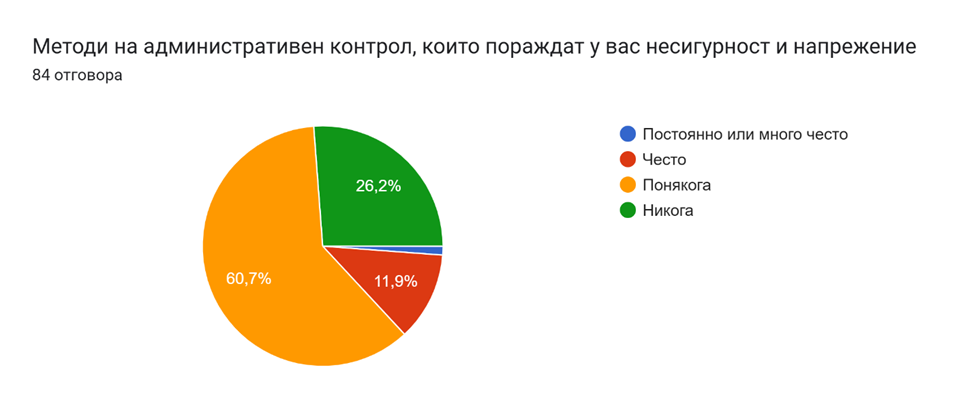 Методи на административен контрол, които пораждат у вас несигурност и напрежение
84 отговора
Постоянно или много често
Често
Понякога
Никога
26,2%
60,7%
11,9%